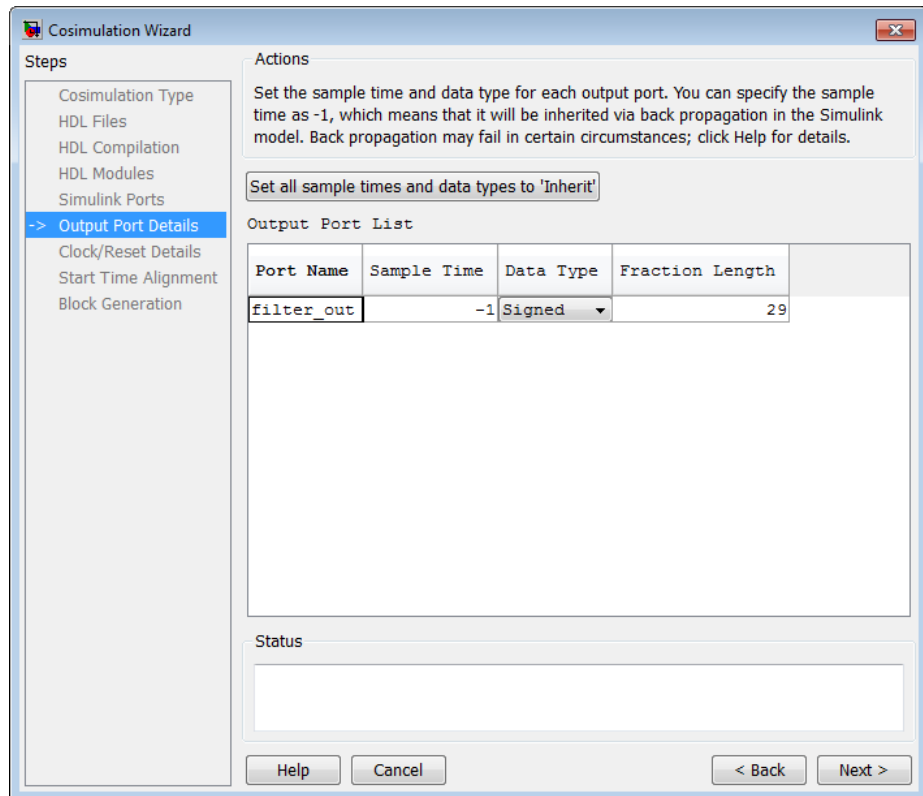 Cosimulation Wizard
Steps
Cosimulation Type
HDL Files
HDL Compilation
HDL Modules
Simulink Ports
-> Output Port Details
Clock/Reset Details
Start Time Alignment
Block Generation
Actions
Set the sample time and data type for each output port. You can specify the sample
time as -1, which means that it will be inherited via back propagation in the Simulink
model. Back propagation may fail in certain circumstances; click Help for details.
Set all sample times and data types to 'Inherit'
Output Port List
Port Name Sample Time Data Type Fraction Length
filter_out -1 Signed 29
Status
Help Cancel < Back Next >